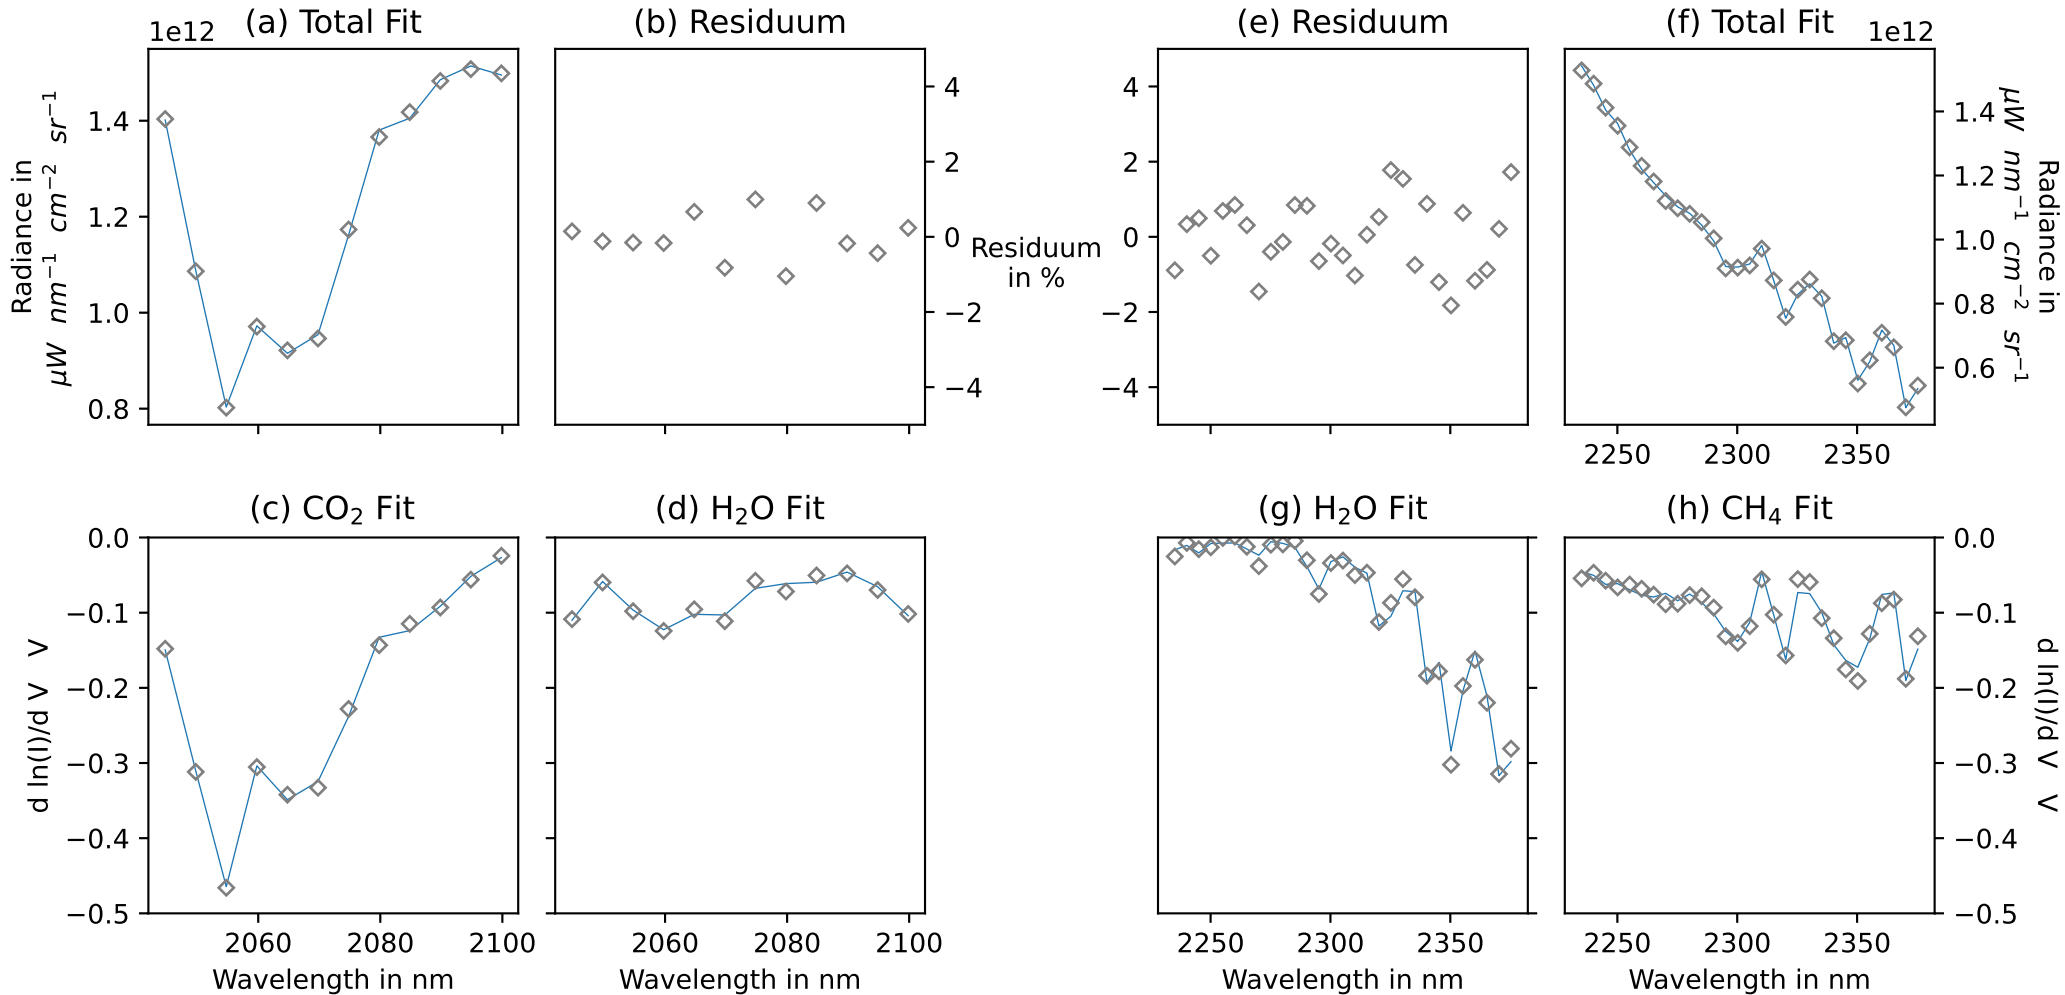 1e12 (a) Total Fit
(b) Residuum
(e) Residuum
(f) Total Fit 1e12
Radiance in
μW nm⁻¹ cm⁻² sr⁻¹
1.4
1.2
1.0
0.8
4
2
0
−2
−4
Residuum
in %
4
2
0
−2
−4
1.4
1.2
1.0
0.8
0.6
Radiance in
μW nm⁻¹ cm⁻² sr⁻¹
2250 2300 2350
(c) CO₂ Fit
(d) H₂O Fit
(g) H₂O Fit
(h) CH₄ Fit
d ln(I)/d V V
0.0
−0.1
−0.2
−0.3
−0.4
−0.5
0.0
−0.1
−0.2
−0.3
−0.4
−0.5
d ln(I)/d V V
2060 2080 2100
2060 2080 2100
2250 2300 2350
2250 2300 2350
Wavelength in nm
Wavelength in nm
Wavelength in nm
Wavelength in nm